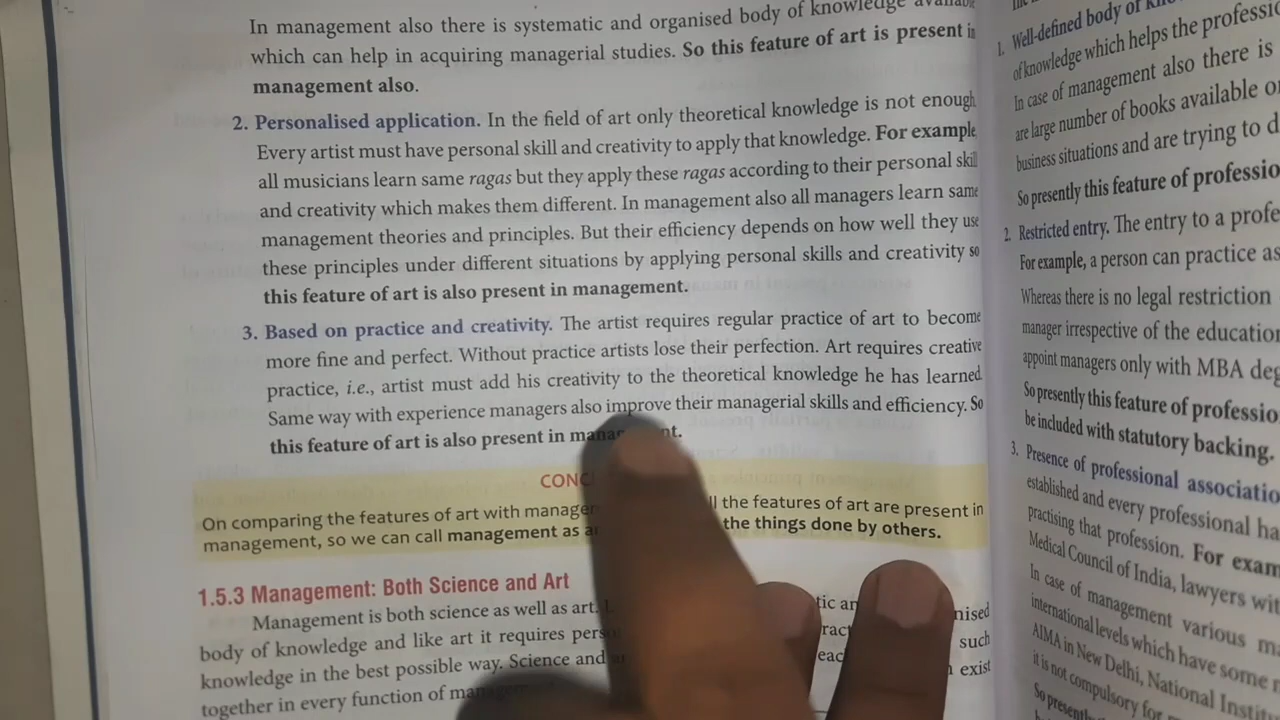 In management also there is systematic and organised body of knowledge
which can help in acquiring managerial studies. So this feature of art is present in
management also.
2. Personalised application. In the field of art only theoretical knowledge is not enough
Every artist must have personal skill and creativity to apply that knowledge. For example
all musicians learn same ragas but they apply these ragas according to their personal skil
and creativity which makes them different. In management also all managers learn same
management theories and principles. But their efficiency depends on how well they use
these principles under different situations by applying personal skills and creativity so
this feature of art is also present in management.
3. Based on practice and creativity. The artist requires regular practice of art to become
more fine and perfect. Without practice artists lose their perfection. Art requires creative
practice, i.e., artist must add his creativity to the theoretical knowledge he has learned
Same way with experience managers also improve their managerial skills and efficiency. So
this feature of art is also present in
On comparing the features of art with the features of art are present in
management, so we can call management as the things done by others.
1.5.3 Management: Both Science and Art
Management is both science as well as art.
body of knowledge and like art it requires
knowledge in the best possible way. Science and such
together in every function of exist
1. Well-defined body of
of knowledge which helps the
In case of management also there is
are large number of books available
business situations and are trying to
So presently this feature of
2. Restricted entry. The entry to a
For example, a person can practice as
Whereas there is no legal restriction
manager irrespective of the
appoint managers only with MBA
So presently this feature of
be included with statutory backing.
3. Presence of professional
established and every professional
practising that profession. For
Medical Council of India, lawyers
In case of management various
international levels which have some
AIMA in New Delhi, National
it is not compulsory for
So